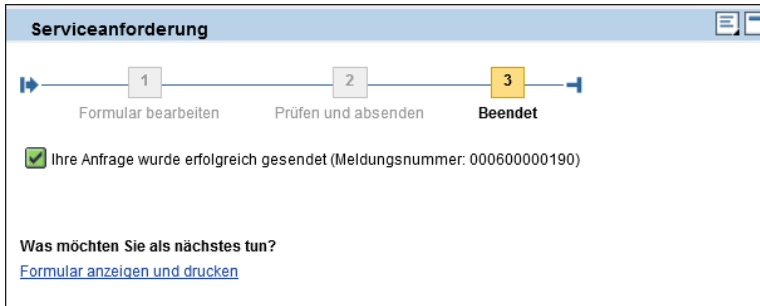 Serviceanforderung
1 2 3
Formular bearbeiten Prüfen und absenden Beendet
Ihre Anfrage wurde erfolgreich gesendet (Meldungsnummer: 000600000190)
Was möchten Sie als nächstes tun?
Formular anzeigen und drucken